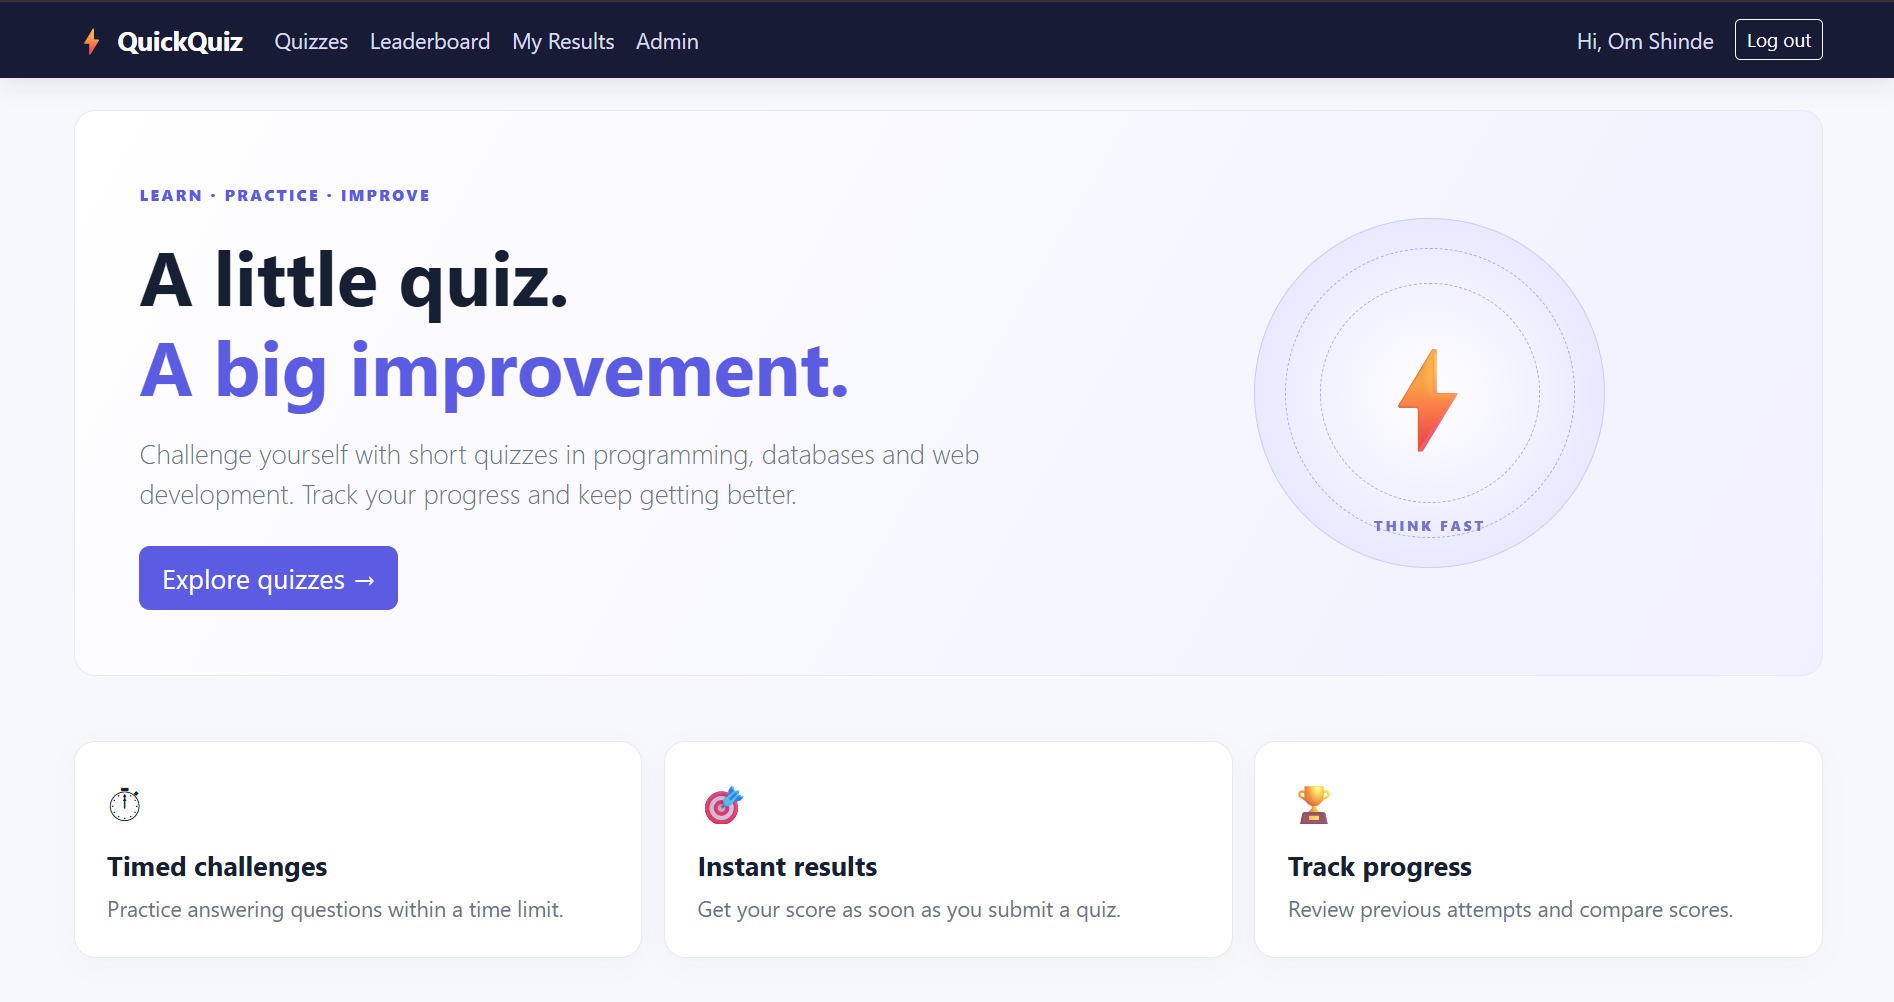 QuickQuiz Quizzes Leaderboard My Results Admin Hi, Om Shinde Log out
LEARN · PRACTICE · IMPROVE
A little quiz.
A big improvement.
Challenge yourself with short quizzes in programming, databases and web
development. Track your progress and keep getting better.
Explore quizzes →
THINK FAST
Timed challenges
Practice answering questions within a time limit.
Instant results
Get your score as soon as you submit a quiz.
Track progress
Review previous attempts and compare scores.